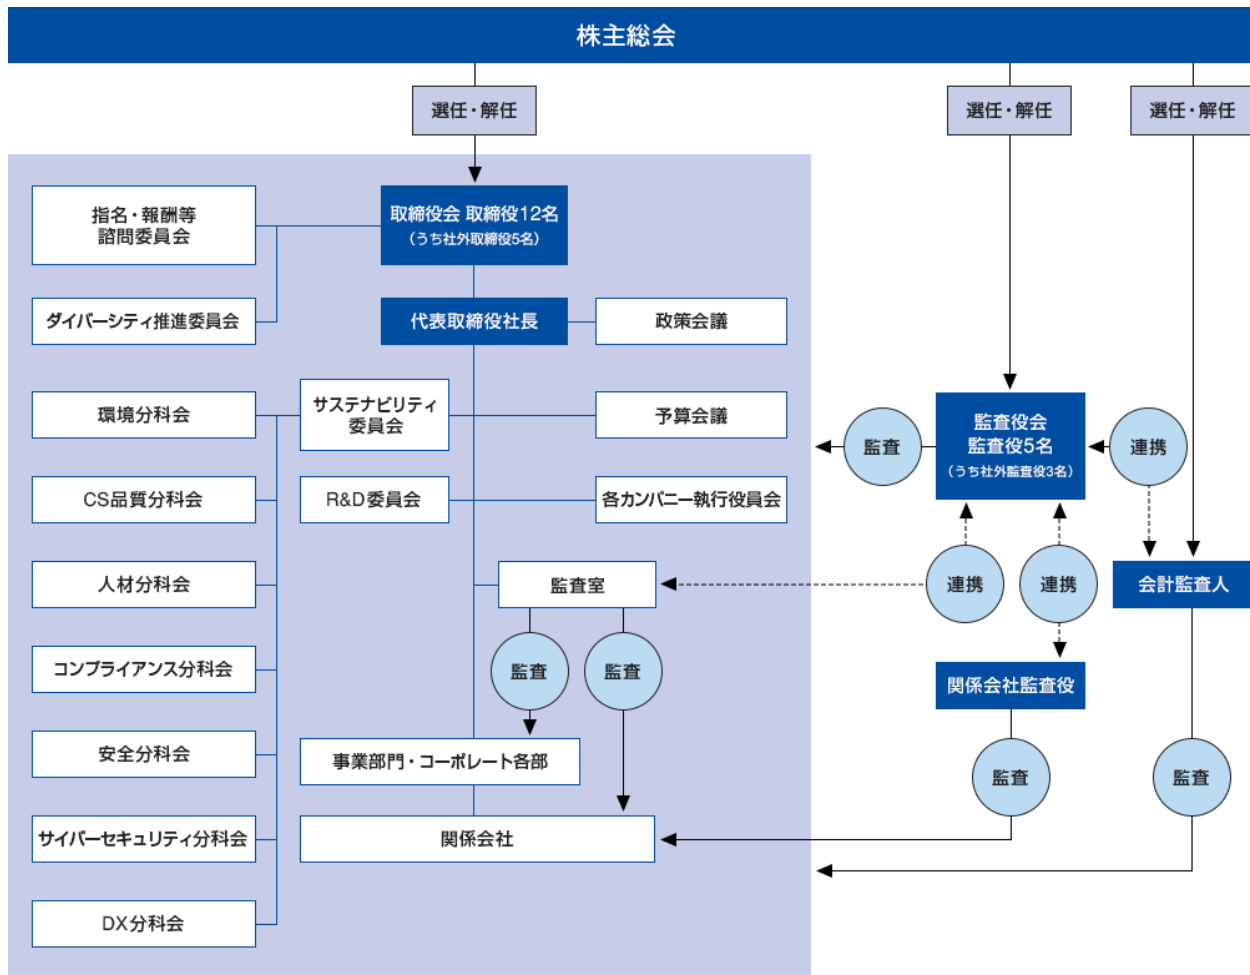 株主総会
選任・解任
選任・解任
選任・解任
指名・報酬等
諮問委員会
取締役会 取締役12名
（うち社外取締役5名）
ダイバーシティ推進委員会
代表取締役社長
政策会議
環境分科会
サステナビリティ
委員会
予算会議
監査
監査役会
監査役5名
（うち社外監査役3名）
連携
CS品質分科会
R&D委員会
各カンパニー執行役員会
人材分科会
監査室
連携
連携
会計監査人
コンプライアンス分科会
監査
監査
関係会社監査役
安全分科会
事業部門・コーポレート各部
監査
監査
サイバーセキュリティ分科会
関係会社
DX分科会